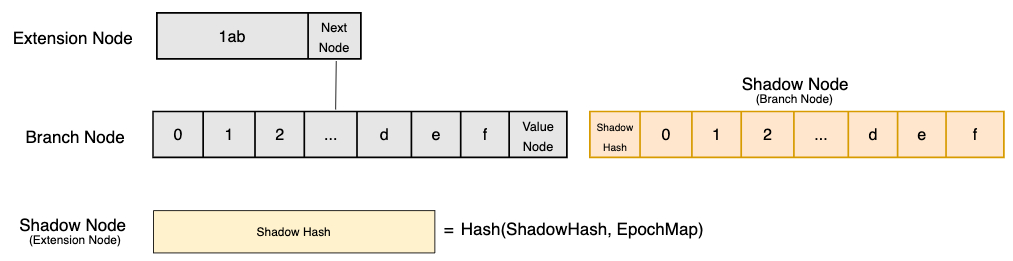 Extension Node
1ab
Next
Node
Shadow Node
(Branch Node)
Branch Node
0 1 2 ... d e f
Value
Node
Shadow
Hash
0 1 2 ... d e f
Shadow Node
(Extension Node)
Shadow Hash
= Hash(ShadowHash, EpochMap)